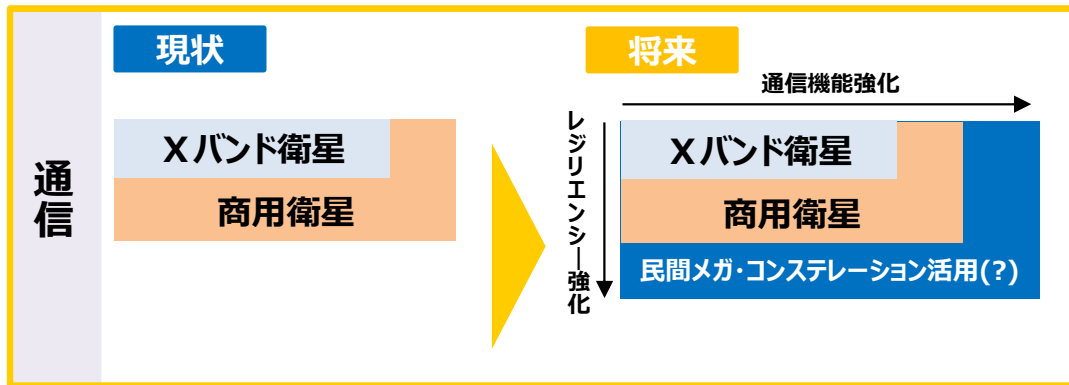 通信
現状
Xバンド衛星
商用衛星
将来
通信機能強化
レジリエンシー強化
Xバンド衛星
商用衛星
民間メガ・コンステレーション活用(?)